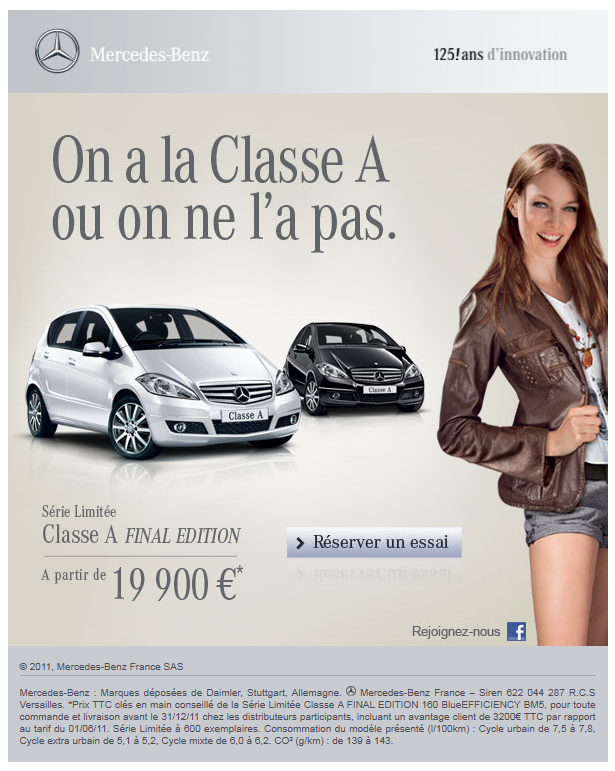 Mercedes-Benz
125! ans d'innovation
On a la Classe A
ou on ne l'a pas.
Classe A
Classe A
Série Limitée
Classe A FINAL EDITION
A partir de 19 900 €*
Réserver un essai
Rejoignez-nous
© 2011, Mercedes-Benz France SAS
Mercedes-Benz : Marques déposées de Daimler, Stuttgart, Allemagne. Mercedes-Benz France – Siren 622 044 287 R.C.S
Versailles. *Prix TTC clés en main conseillé de la Série Limitée Classe A FINAL EDITION 160 BlueEFFICIENCY BM5, pour toute
commande et livraison avant le 31/12/11 chez les distributeurs participants, incluant un avantage client de 3200€ TTC par rapport
au tarif du 01/06/11. Série Limitée à 600 exemplaires. Consommation du modèle présenté (l/100km) : Cycle urbain de 7,5 à 7,8,
Cycle extra urbain de 5,1 à 5,2, Cycle mixte de 6,0 à 6,2. CO² (g/km) : de 139 à 143.